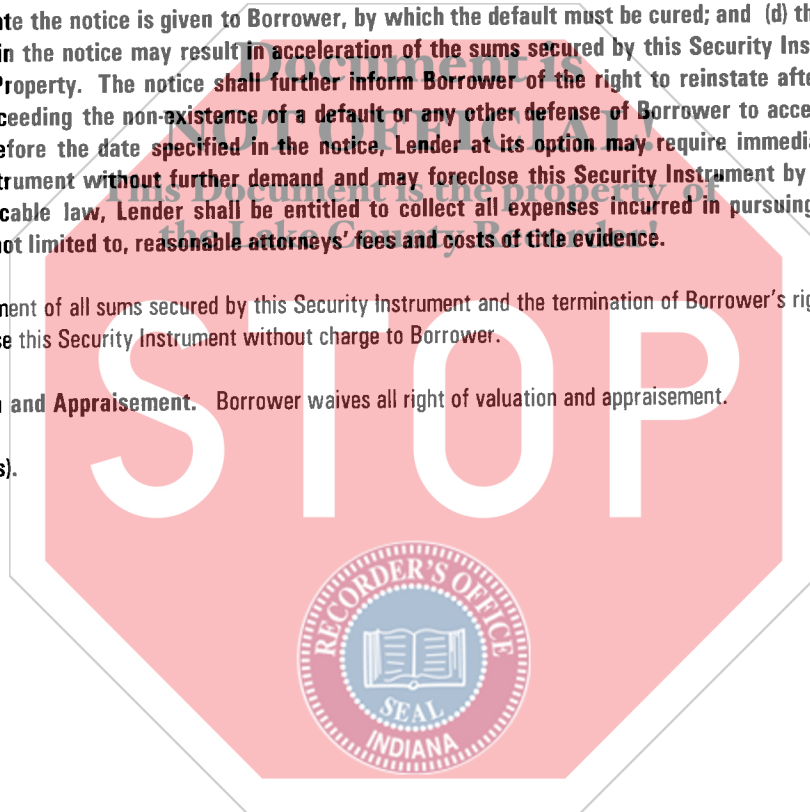 ate the notice is given to Borrower, by which the default must be cured; and (d) th
in the notice may result in acceleration of the sums secured by this Security Ins
Property. The notice shall further inform Borrower of the right to reinstate afte
ceeding the non-existence of a default or any other defense of Borrower to acce
efore the date specified in the notice, Lender at its option may require immedia
trument without further demand and may foreclose this Security Instrument by
cable law, Lender shall be entitled to collect all expenses incurred in pursuing
not limited to, reasonable attorneys' fees and costs of title evidence.
ment of all sums secured by this Security Instrument and the termination of Borrower's rig
se this Security Instrument without charge to Borrower.
and Appraisement. Borrower waives all right of valuation and appraisement.
s).
Document is
NOT OFFICIAL!
This Document is the property of
the Lake County Recorder!
STOP
RECORDER'S OFFICE
SEAL
INDIANA